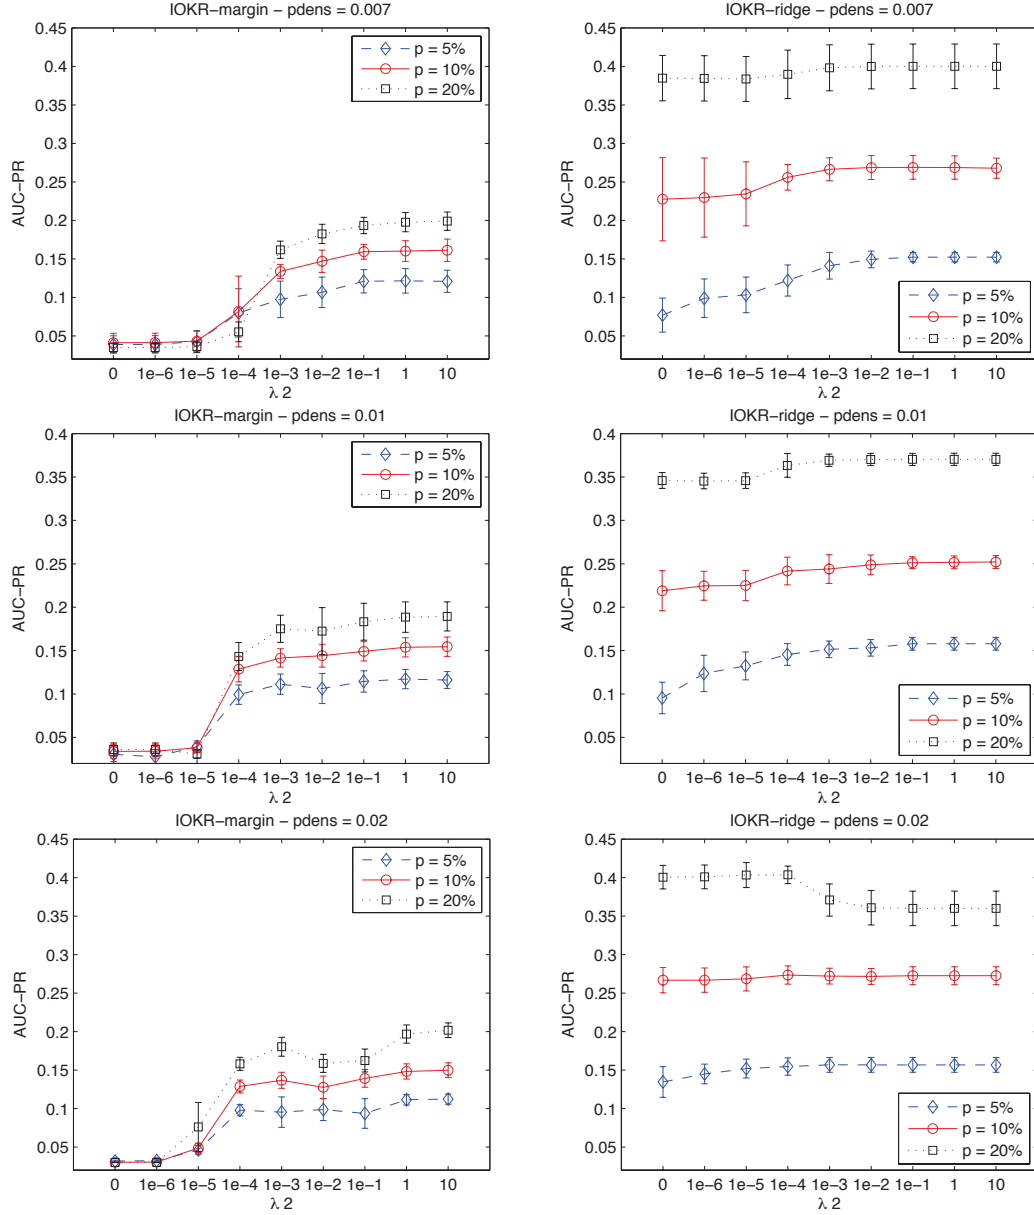 IOKR−margin − pdens = 0.007
0.45
0.4
0.35
0.3
0.25
0.2
0.15
0.1
0.05
AUC−PR
p = 5%
p = 10%
p = 20%
0 1e−6 1e−5 1e−4 1e−3 1e−2 1e−1 1 10
λ 2
IOKR−ridge − pdens = 0.007
0.45
0.4
0.35
0.3
0.25
0.2
0.15
0.1
0.05
AUC−PR
p = 5%
p = 10%
p = 20%
0 1e−6 1e−5 1e−4 1e−3 1e−2 1e−1 1 10
λ 2
IOKR−margin − pdens = 0.01
0.4
0.35
0.3
0.25
0.2
0.15
0.1
0.05
AUC−PR
p = 5%
p = 10%
p = 20%
0 1e−6 1e−5 1e−4 1e−3 1e−2 1e−1 1 10
λ 2
IOKR−ridge − pdens = 0.01
0.4
0.35
0.3
0.25
0.2
0.15
0.1
0.05
AUC−PR
p = 5%
p = 10%
p = 20%
0 1e−6 1e−5 1e−4 1e−3 1e−2 1e−1 1 10
λ 2
IOKR−margin − pdens = 0.02
0.45
0.4
0.35
0.3
0.25
0.2
0.15
0.1
0.05
AUC−PR
p = 5%
p = 10%
p = 20%
0 1e−6 1e−5 1e−4 1e−3 1e−2 1e−1 1 10
λ 2
IOKR−ridge − pdens = 0.02
0.45
0.4
0.35
0.3
0.25
0.2
0.15
0.1
0.05
AUC−PR
p = 5%
p = 10%
p = 20%
0 1e−6 1e−5 1e−4 1e−3 1e−2 1e−1 1 10
λ 2